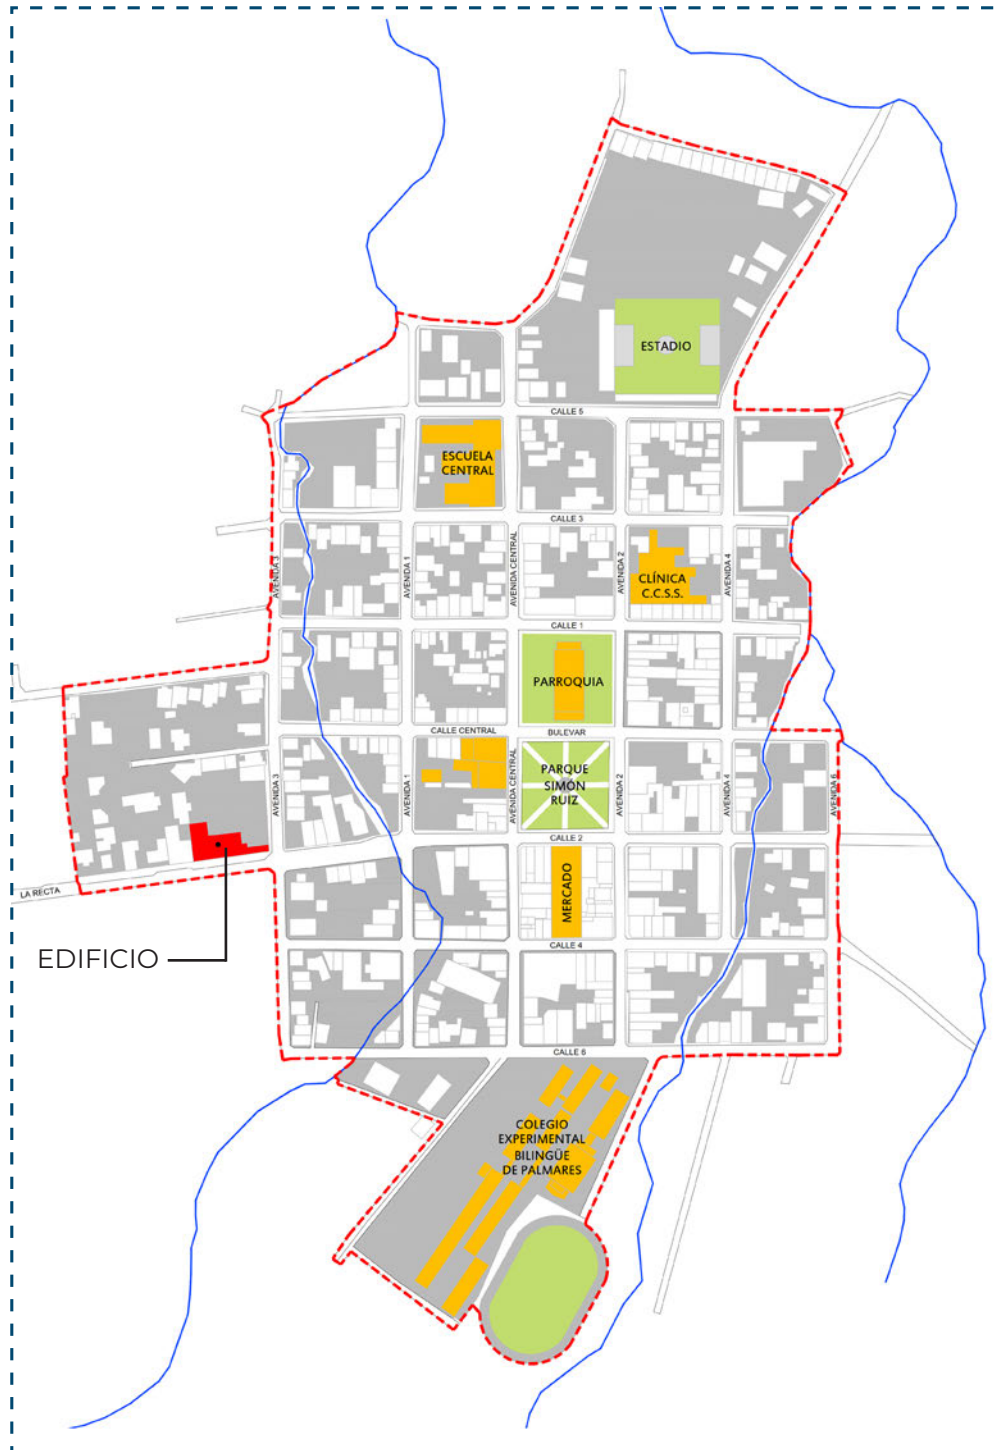 ESTADIO
CALLE 5
ESCUELA
CENTRAL
CALLE 3
AVENIDA 3
AVENIDA 1
AVENIDA CENTRAL
AVENIDA 2
CLÍNICA
C.C.S.S.
AVENIDA 4
CALLE 1
PARROQUIA
CALLE CENTRAL
BULEVAR
AVENIDA 3
AVENIDA 1
AVENIDA CENTRAL
PARQUE
SIMÓN
RUIZ
AVENIDA 2
AVENIDA 4
AVENIDA 6
CALLE 2
LA RECTA
MERCADO
EDIFICIO
CALLE 4
CALLE 6
COLEGIO
EXPERIMENTAL
BILINGÜE
DE PALMARES